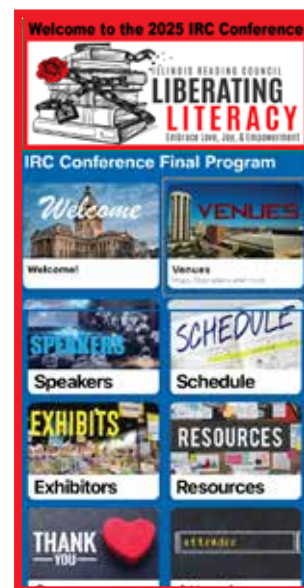 Welcome to the 2025 IRC Conference
ILLINOIS READING COUNCIL
LIBERATING
LITERACY
Embrace Love, Joy, & Empowerment
IRC Conference Final Program
Welcome
VENUES
Welcome!
Venues
SPEAKERS
SCHEDULE
Speakers
Schedule
EXHIBITS
RESOURCES
Exhibitors
Resources
THANK
YOU
attendee